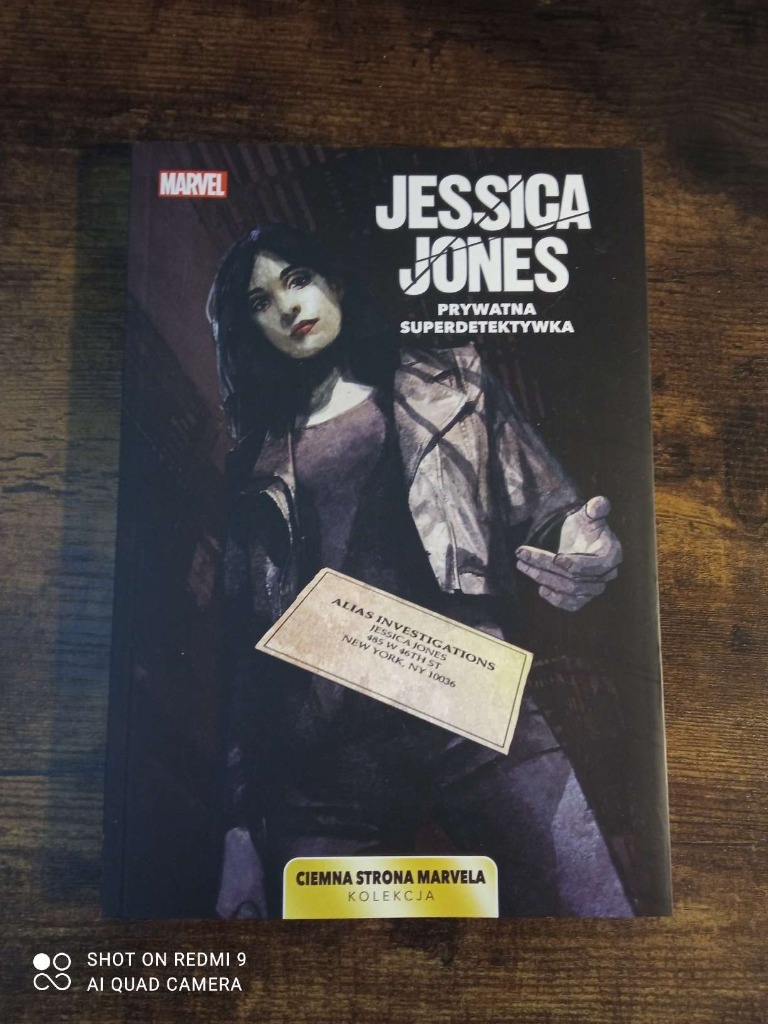 MARVEL
JESSICA
JONES
PRYWATNA
SUPERDETEKTYWKA
ALIAS INVESTIGATIONS
JESSICA JONES
485 W 46TH ST
NEW YORK, NY 10036
CIEMNA STRONA MARVELA
KOLEKCJA
SHOT ON REDMI 9
AI QUAD CAMERA